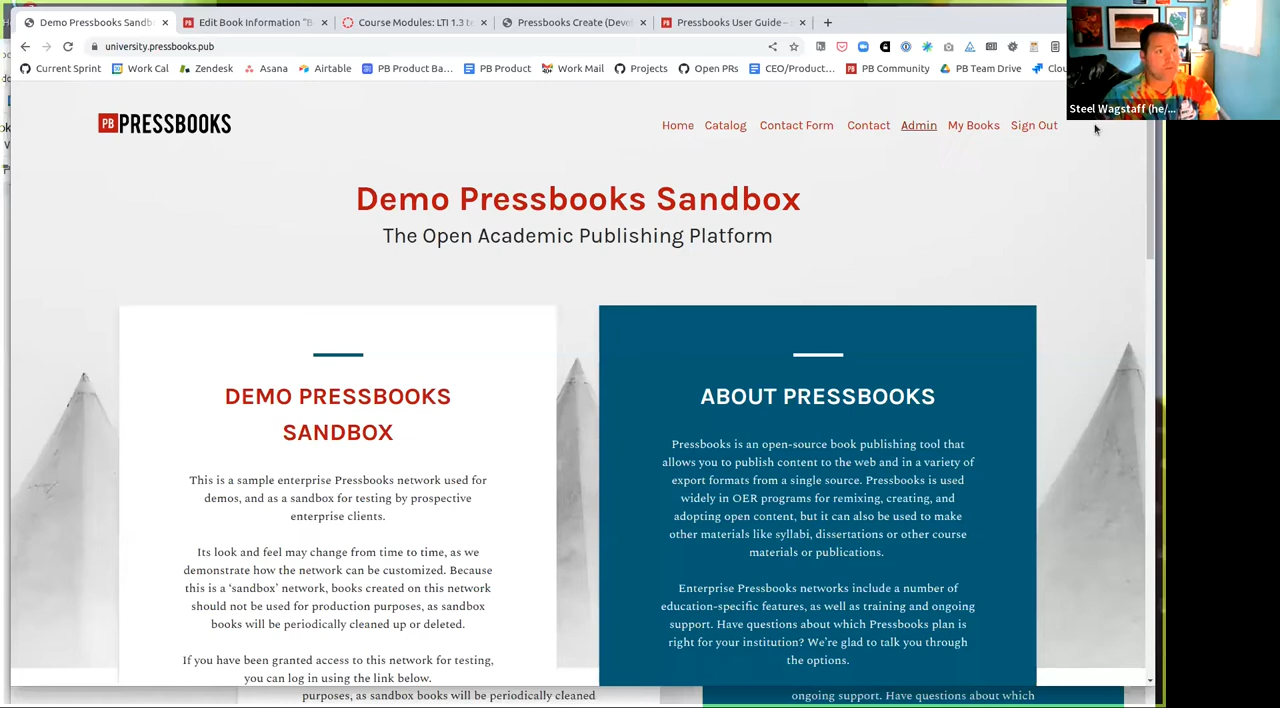 Demo Pressbooks Sandb
Edit Book Information "B
Course Modules: LTI 1.3 te
Pressbooks Create (Deve
Pressbooks User Guide –
university.pressbooks.pub
Current Sprint
Work Cal
Zendesk
Asana
Airtable
PB Product Ba...
PB Product
Work Mail
Projects
Open PRs
CEO/Product...
PB Community
PB Team Drive
Clou
Steel Wagstaff (he/...
PB PRESSBOOKS
Home Catalog Contact Form Contact Admin My Books Sign Out
Demo Pressbooks Sandbox
The Open Academic Publishing Platform
DEMO PRESSBOOKS
SANDBOX
This is a sample enterprise Pressbooks network used for
demos, and as a sandbox for testing by prospective
enterprise clients.
Its look and feel may change from time to time, as we
demonstrate how the network can be customized. Because
this is a 'sandbox' network, books created on this network
should not be used for production purposes, as sandbox
books will be periodically cleaned up or deleted.
If you have been granted access to this network for testing,
you can log in using the link below.
ABOUT PRESSBOOKS
Pressbooks is an open-source book publishing tool that
allows you to publish content to the web and in a variety of
export formats from a single source. Pressbooks is used
widely in OER programs for remixing, creating, and
adopting open content, but it can also be used to make
other materials like syllabi, dissertations or other course
materials or publications.
Enterprise Pressbooks networks include a number of
education-specific features, as well as training and ongoing
support. Have questions about which Pressbooks plan is
right for your institution? We're glad to talk you through
the options.
purposes, as sandbox books will be periodically cleaned
ongoing support. Have questions about which